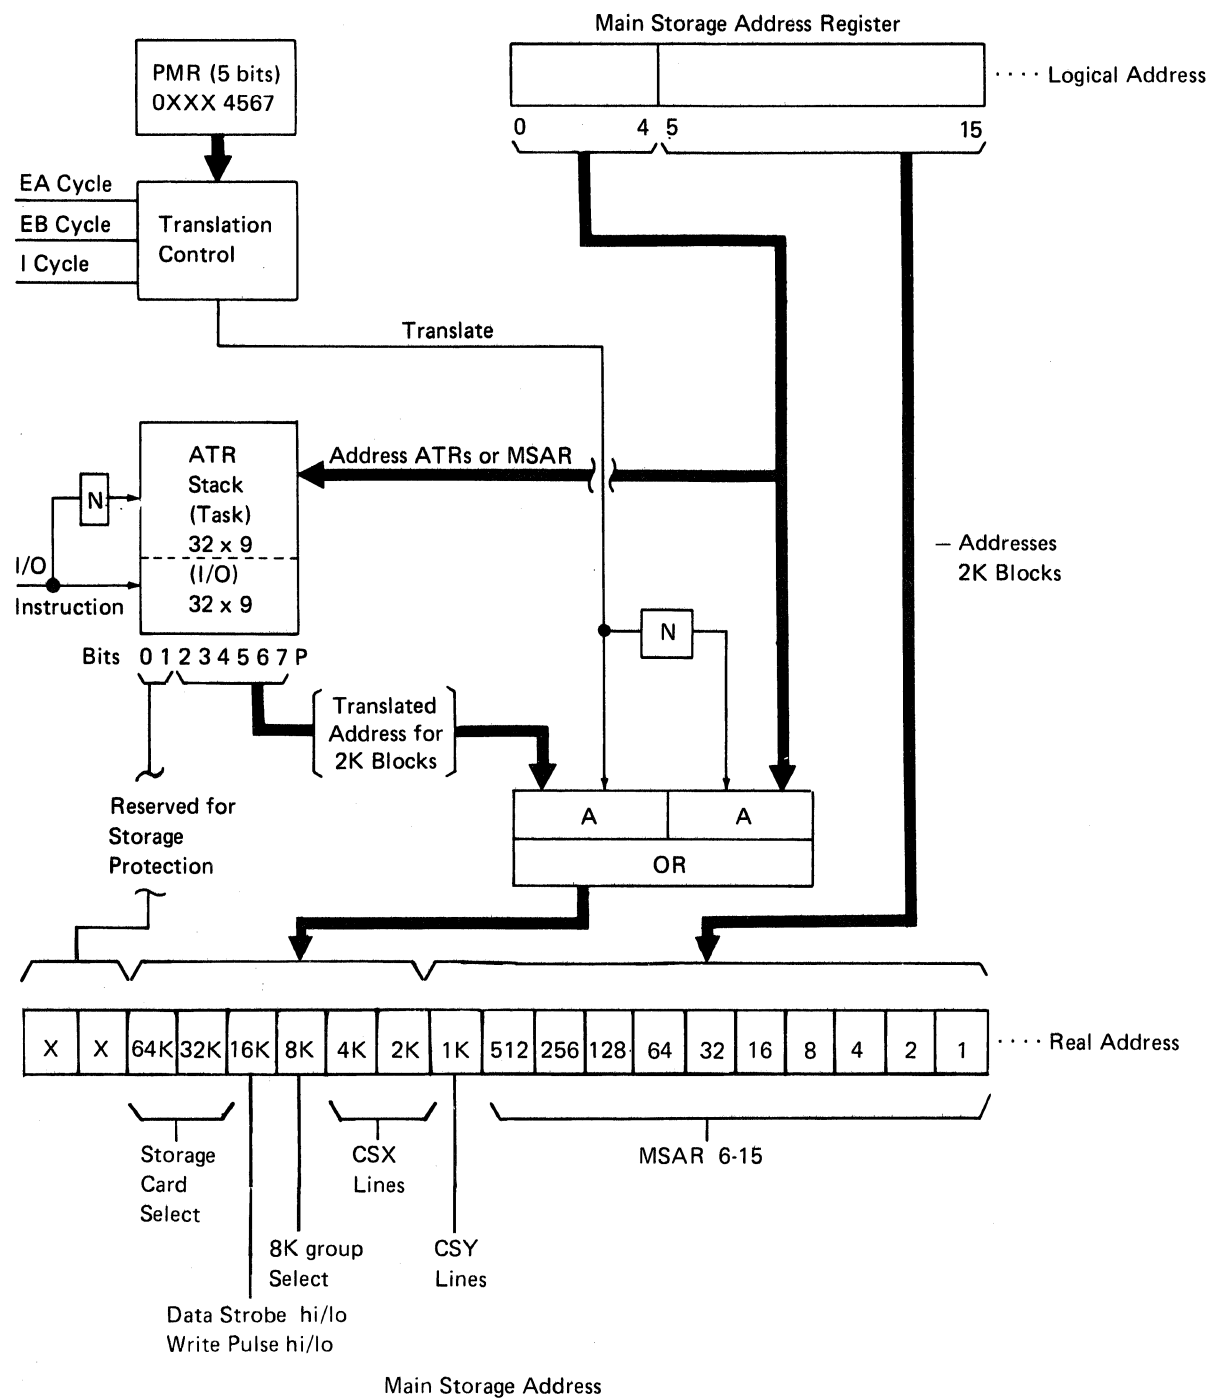 Main Storage Address Register
PMR (5 bits)
0XXX 4567
Logical Address
0
4
5
15
EA Cycle
EB Cycle
I Cycle
Translation
Control
Translate
ATR
Stack
(Task)
32 x 9
(I/O)
32 x 9
Address ATRs or MSAR
N
I/O
Instruction
— Addresses
2K Blocks
N
Bits 0 1 2 3 4 5 6 7 P
Translated
Address for
2K Blocks
Reserved for
Storage
Protection
A
A
OR
X X 64K 32K 16K 8K 4K 2K 1K 512 256 128 64 32 16 8 4 2 1
Real Address
Storage
Card
Select
CSX
Lines
MSAR 6-15
8K group
Select
CSY
Lines
Data Strobe hi/lo
Write Pulse hi/lo
Main Storage Address